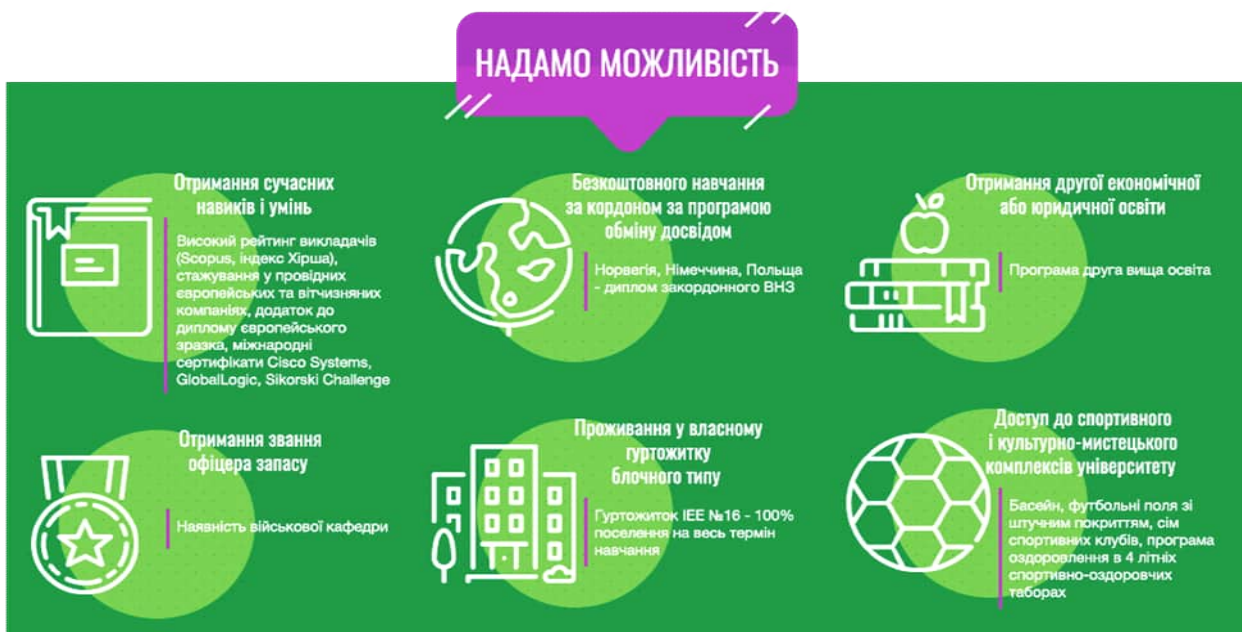 НАДАМО МОЖЛИВІСТЬ
Отримання сучасних
навиків і умінь
Високий рейтинг викладачів
(Scopus, індекс Хірша),
стажування у провідних
європейських та вітчизняних
компаніях, додаток до
диплому європейського
зразка, міжнародні
сертифікати Cisco Systems,
GlobalLogic, Sikorski Challenge
Безкоштовного навчання
за кордоном за програмою
обміну досвідом
Норвегія, Німеччина, Польща
- диплом закордонного ВНЗ
Отримання другої економічної
або юридичної освіти
Програма друга вища освіта
Отримання звання
офіцера запасу
Наявність військової кафедри
Проживання у власному
гуртожитку
блочного типу
Гуртожиток ІЕЕ №16 - 100%
поселення на весь термін
навчання
Доступ до спортивного
і культурно-мистецького
комплексів університету
Басейн, футбольні поля зі
штучним покриттям, сім
спортивних клубів, програма
оздоровлення в 4 літніх
спортивно-оздоровчих
таборах